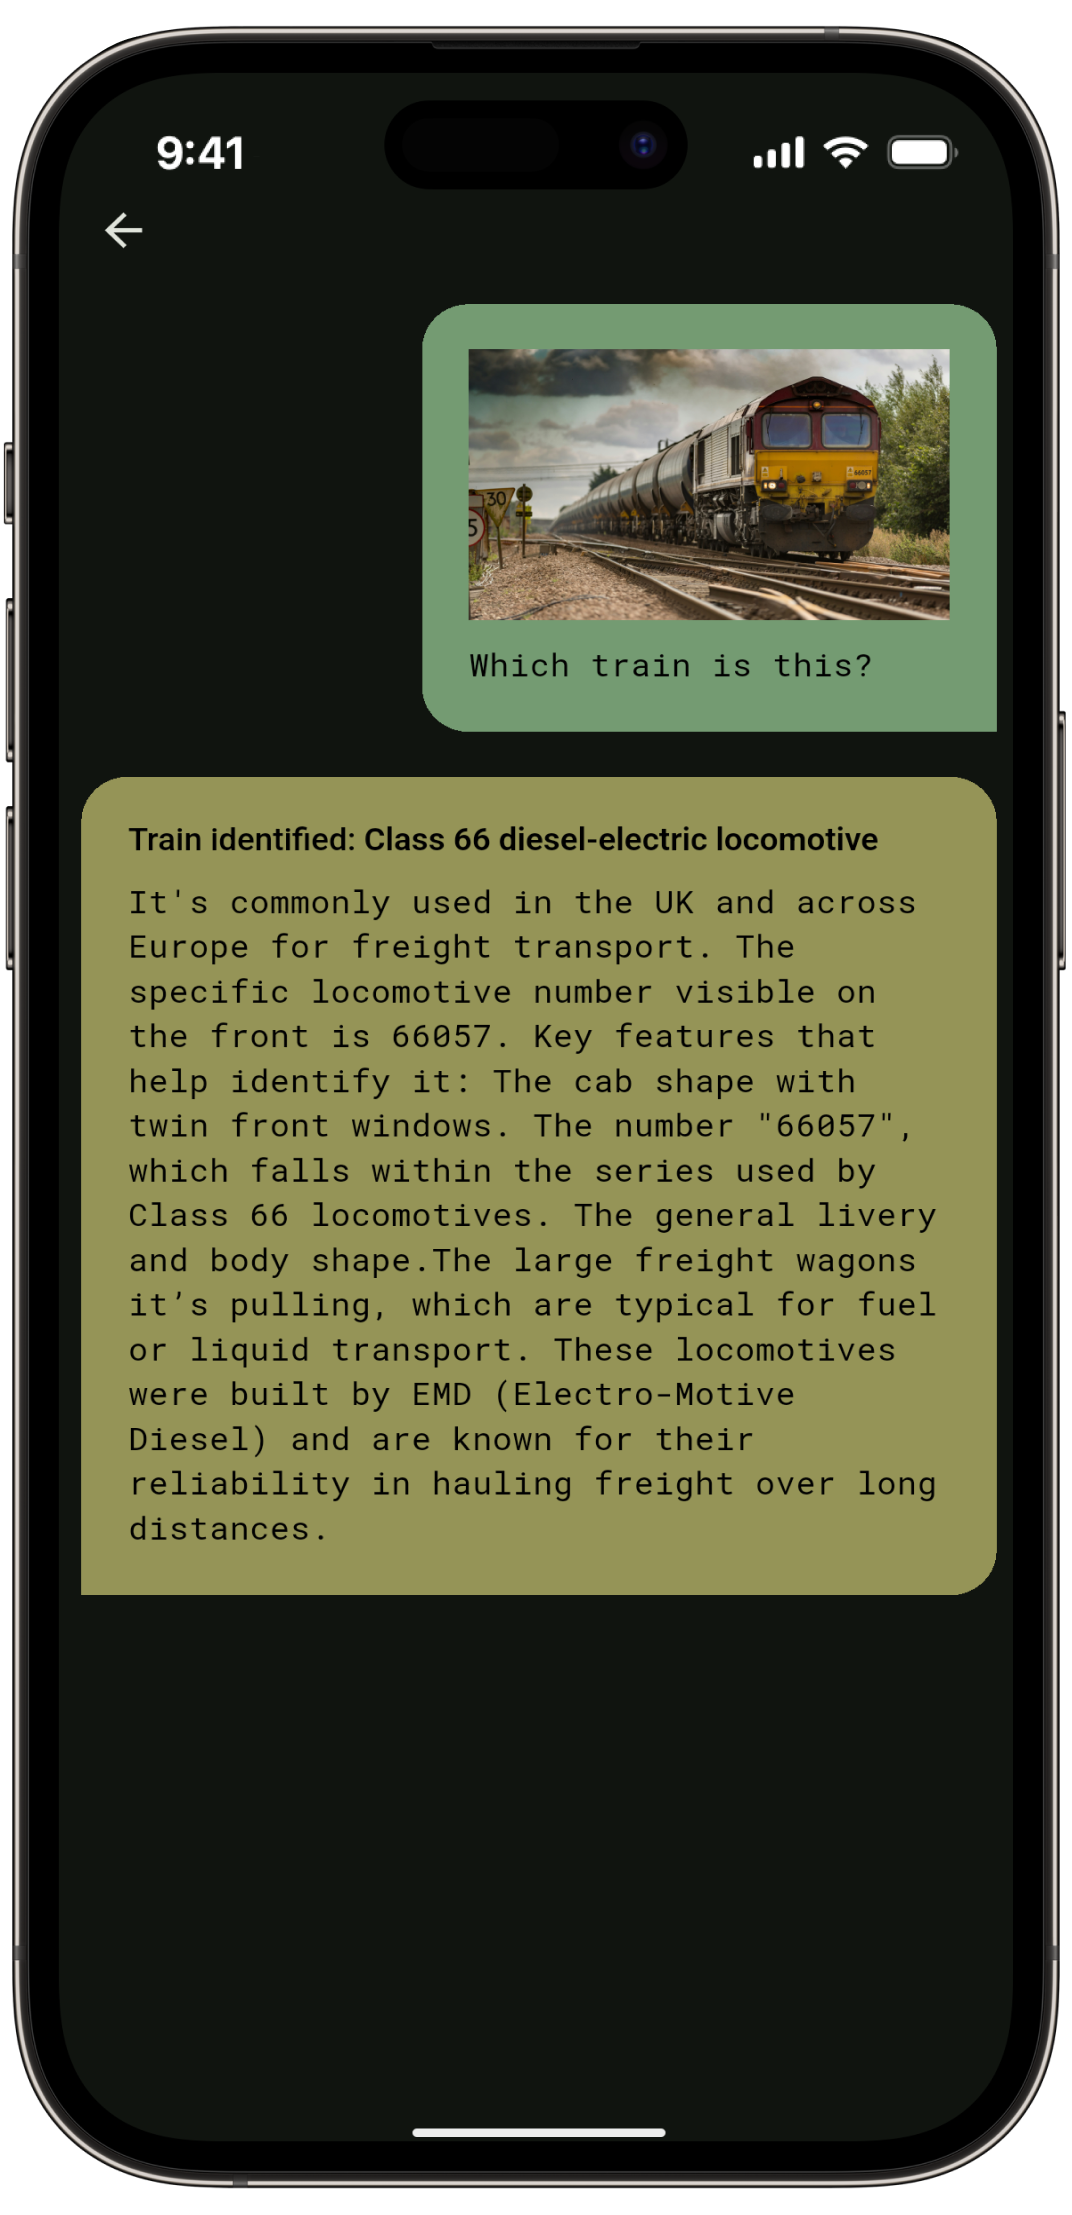 9:41
30
5
66057
Which train is this?
Train identified: Class 66 diesel-electric locomotive
It's commonly used in the UK and across
Europe for freight transport. The
specific locomotive number visible on
the front is 66057. Key features that
help identify it: The cab shape with
twin front windows. The number "66057",
which falls within the series used by
Class 66 locomotives. The general livery
and body shape.The large freight wagons
it’s pulling, which are typical for fuel
or liquid transport. These locomotives
were built by EMD (Electro-Motive
Diesel) and are known for their
reliability in hauling freight over long
distances.